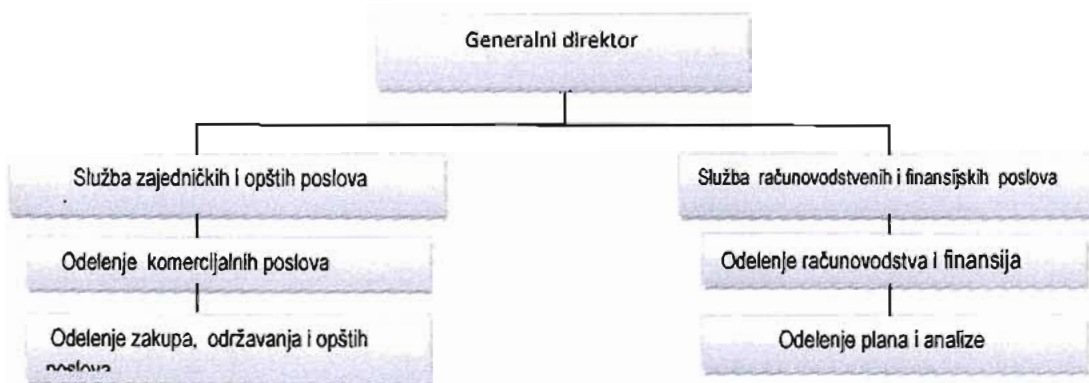 Generalni direktor
Služba zajedničkih i opštih poslova
Služba računovodstvenih i finansijskih poslova
Odelenje komercijalnih poslova
Odelenje računovodstva i finansija
Odelenje zakupa, održavanja i opštih
poslova
Odelenje plana i analize